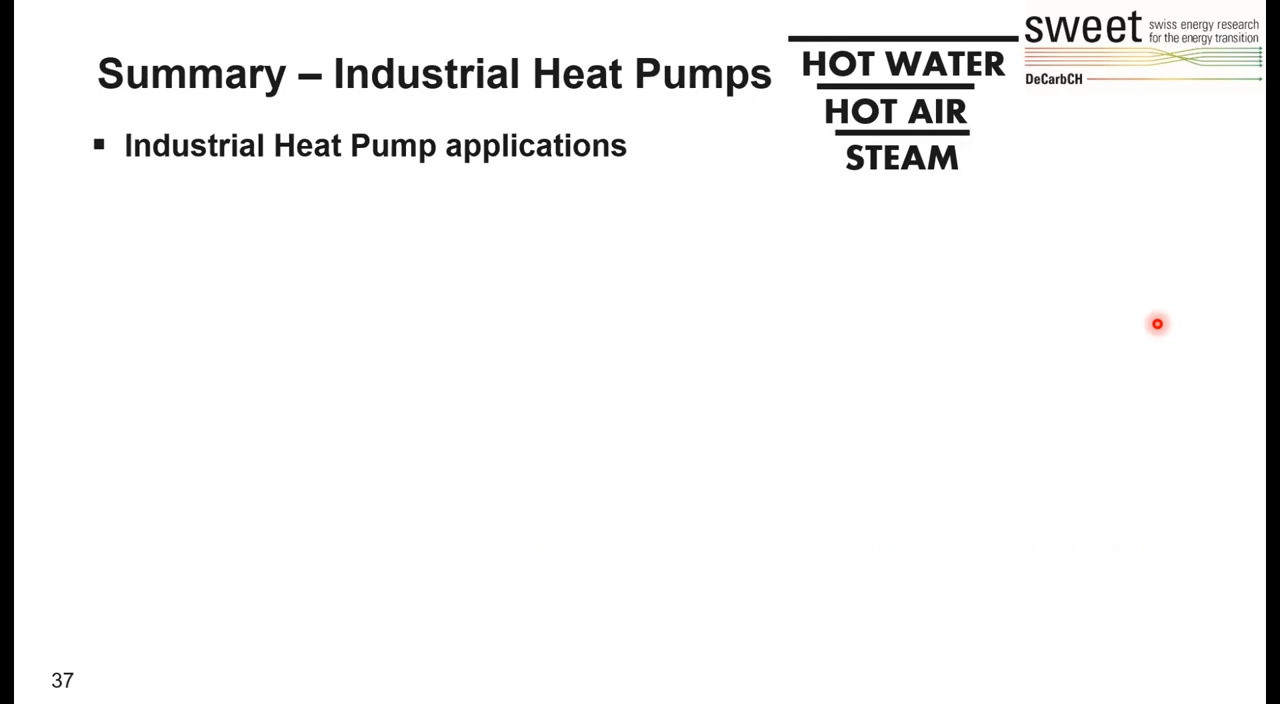 Summary – Industrial Heat Pumps
▪ Industrial Heat Pump applications
HOT WATER
HOT AIR
STEAM
sweet swiss energy research
for the energy transition
DeCarbCH
37